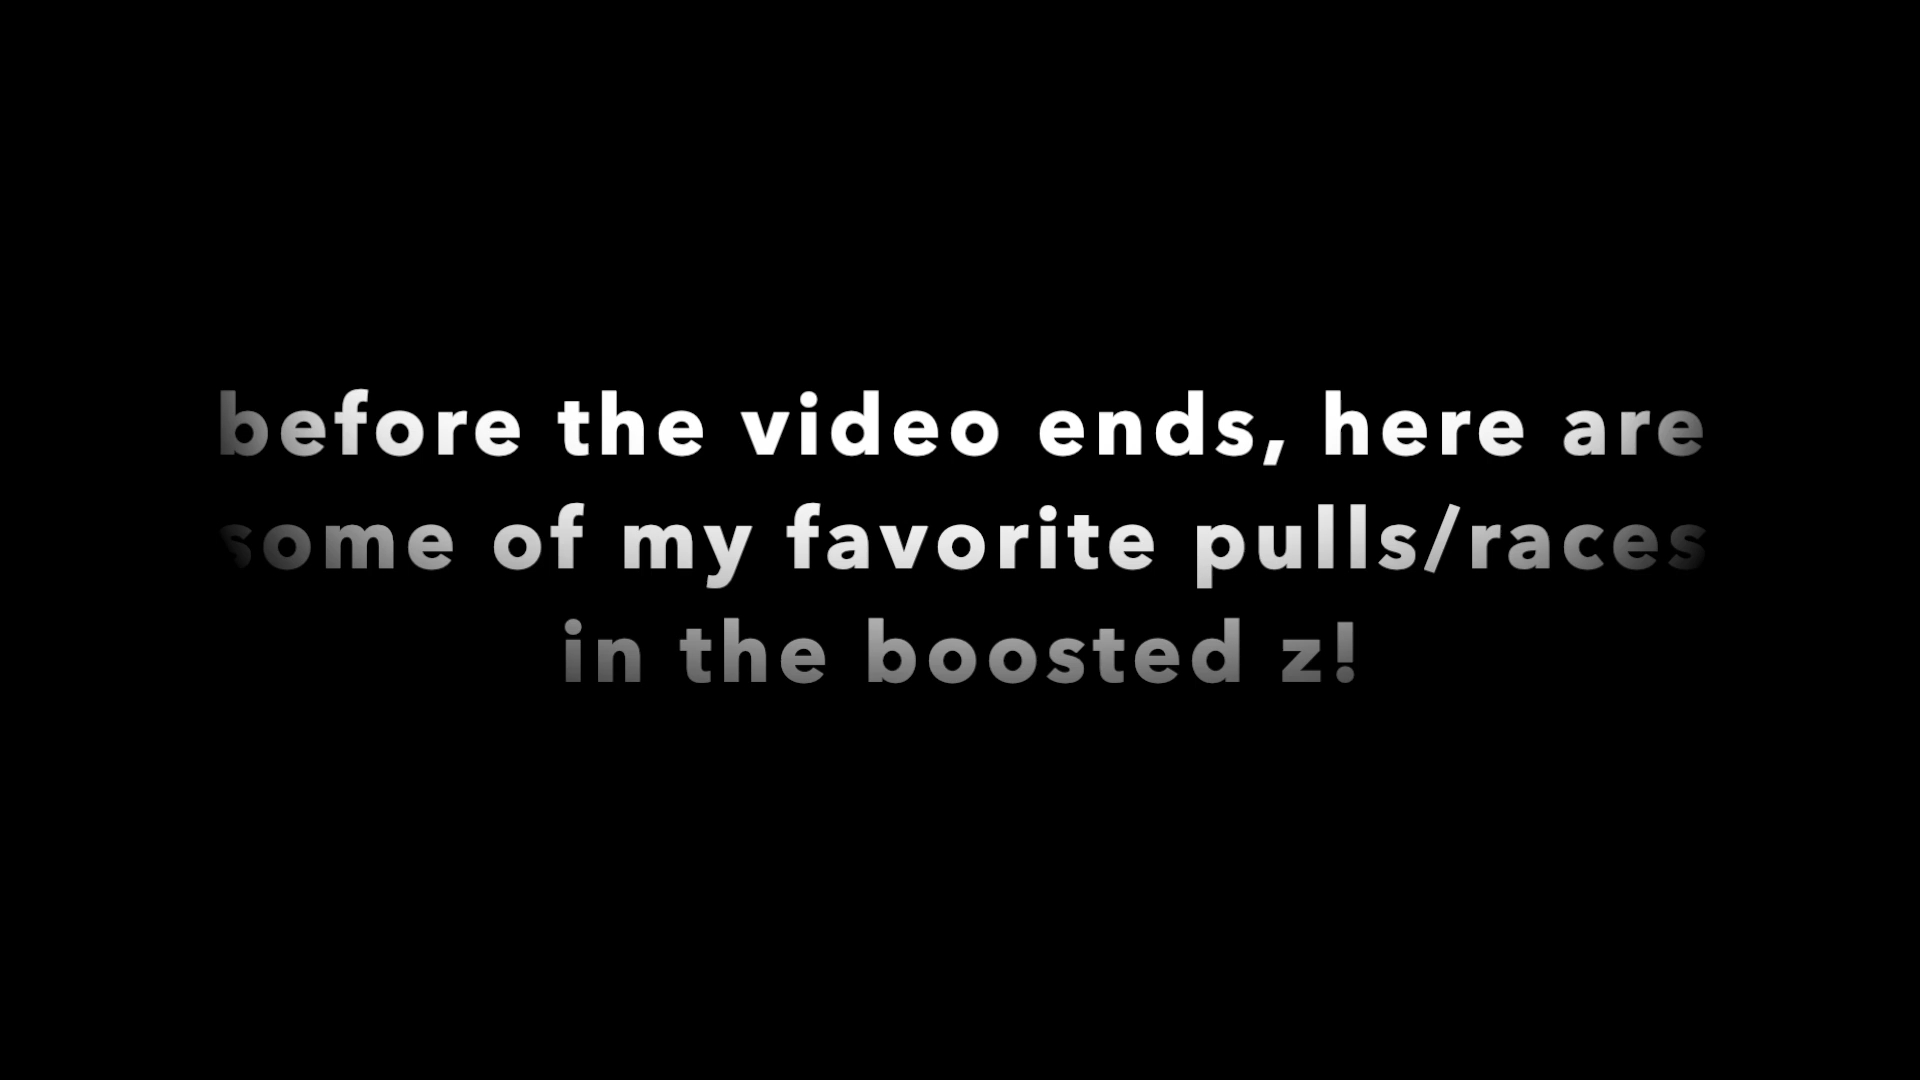 before the video ends, here are
some of my favorite pulls/races
in the boosted z!